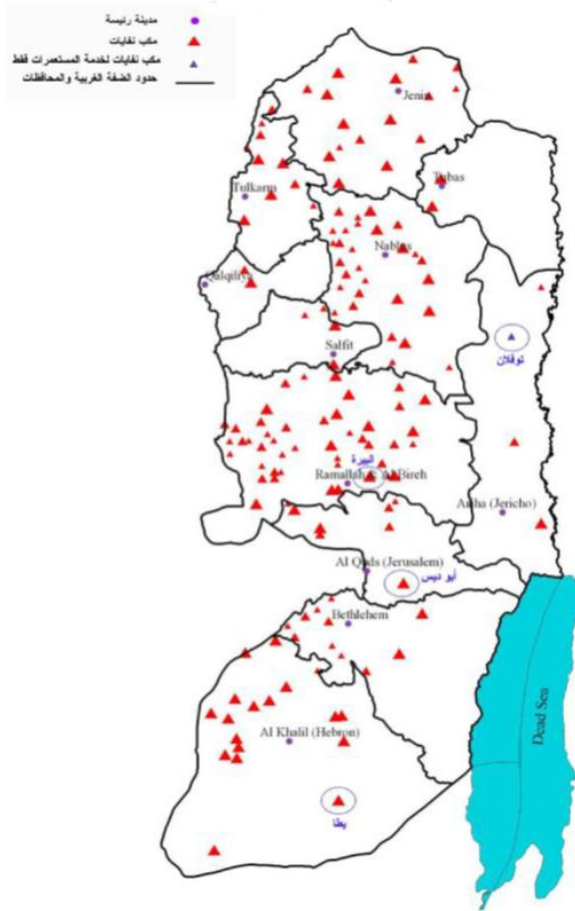 مدينة رئيسة
مكب نفايات
مكب نفايات لخدمة المستعمرات فقط
حدود الضفة الغربية والمحافظات
Jenin
Tubas
Tulkarm
Nablus
Qalqiliya
توفلان
Salfit
البيرة
Ramallah & Al Bireh
Ariha (Jericho)
Al Quds (Jerusalem)
أبو ديس
Bethlehem
Dead Sea
Al Khalil (Hebron)
يطا